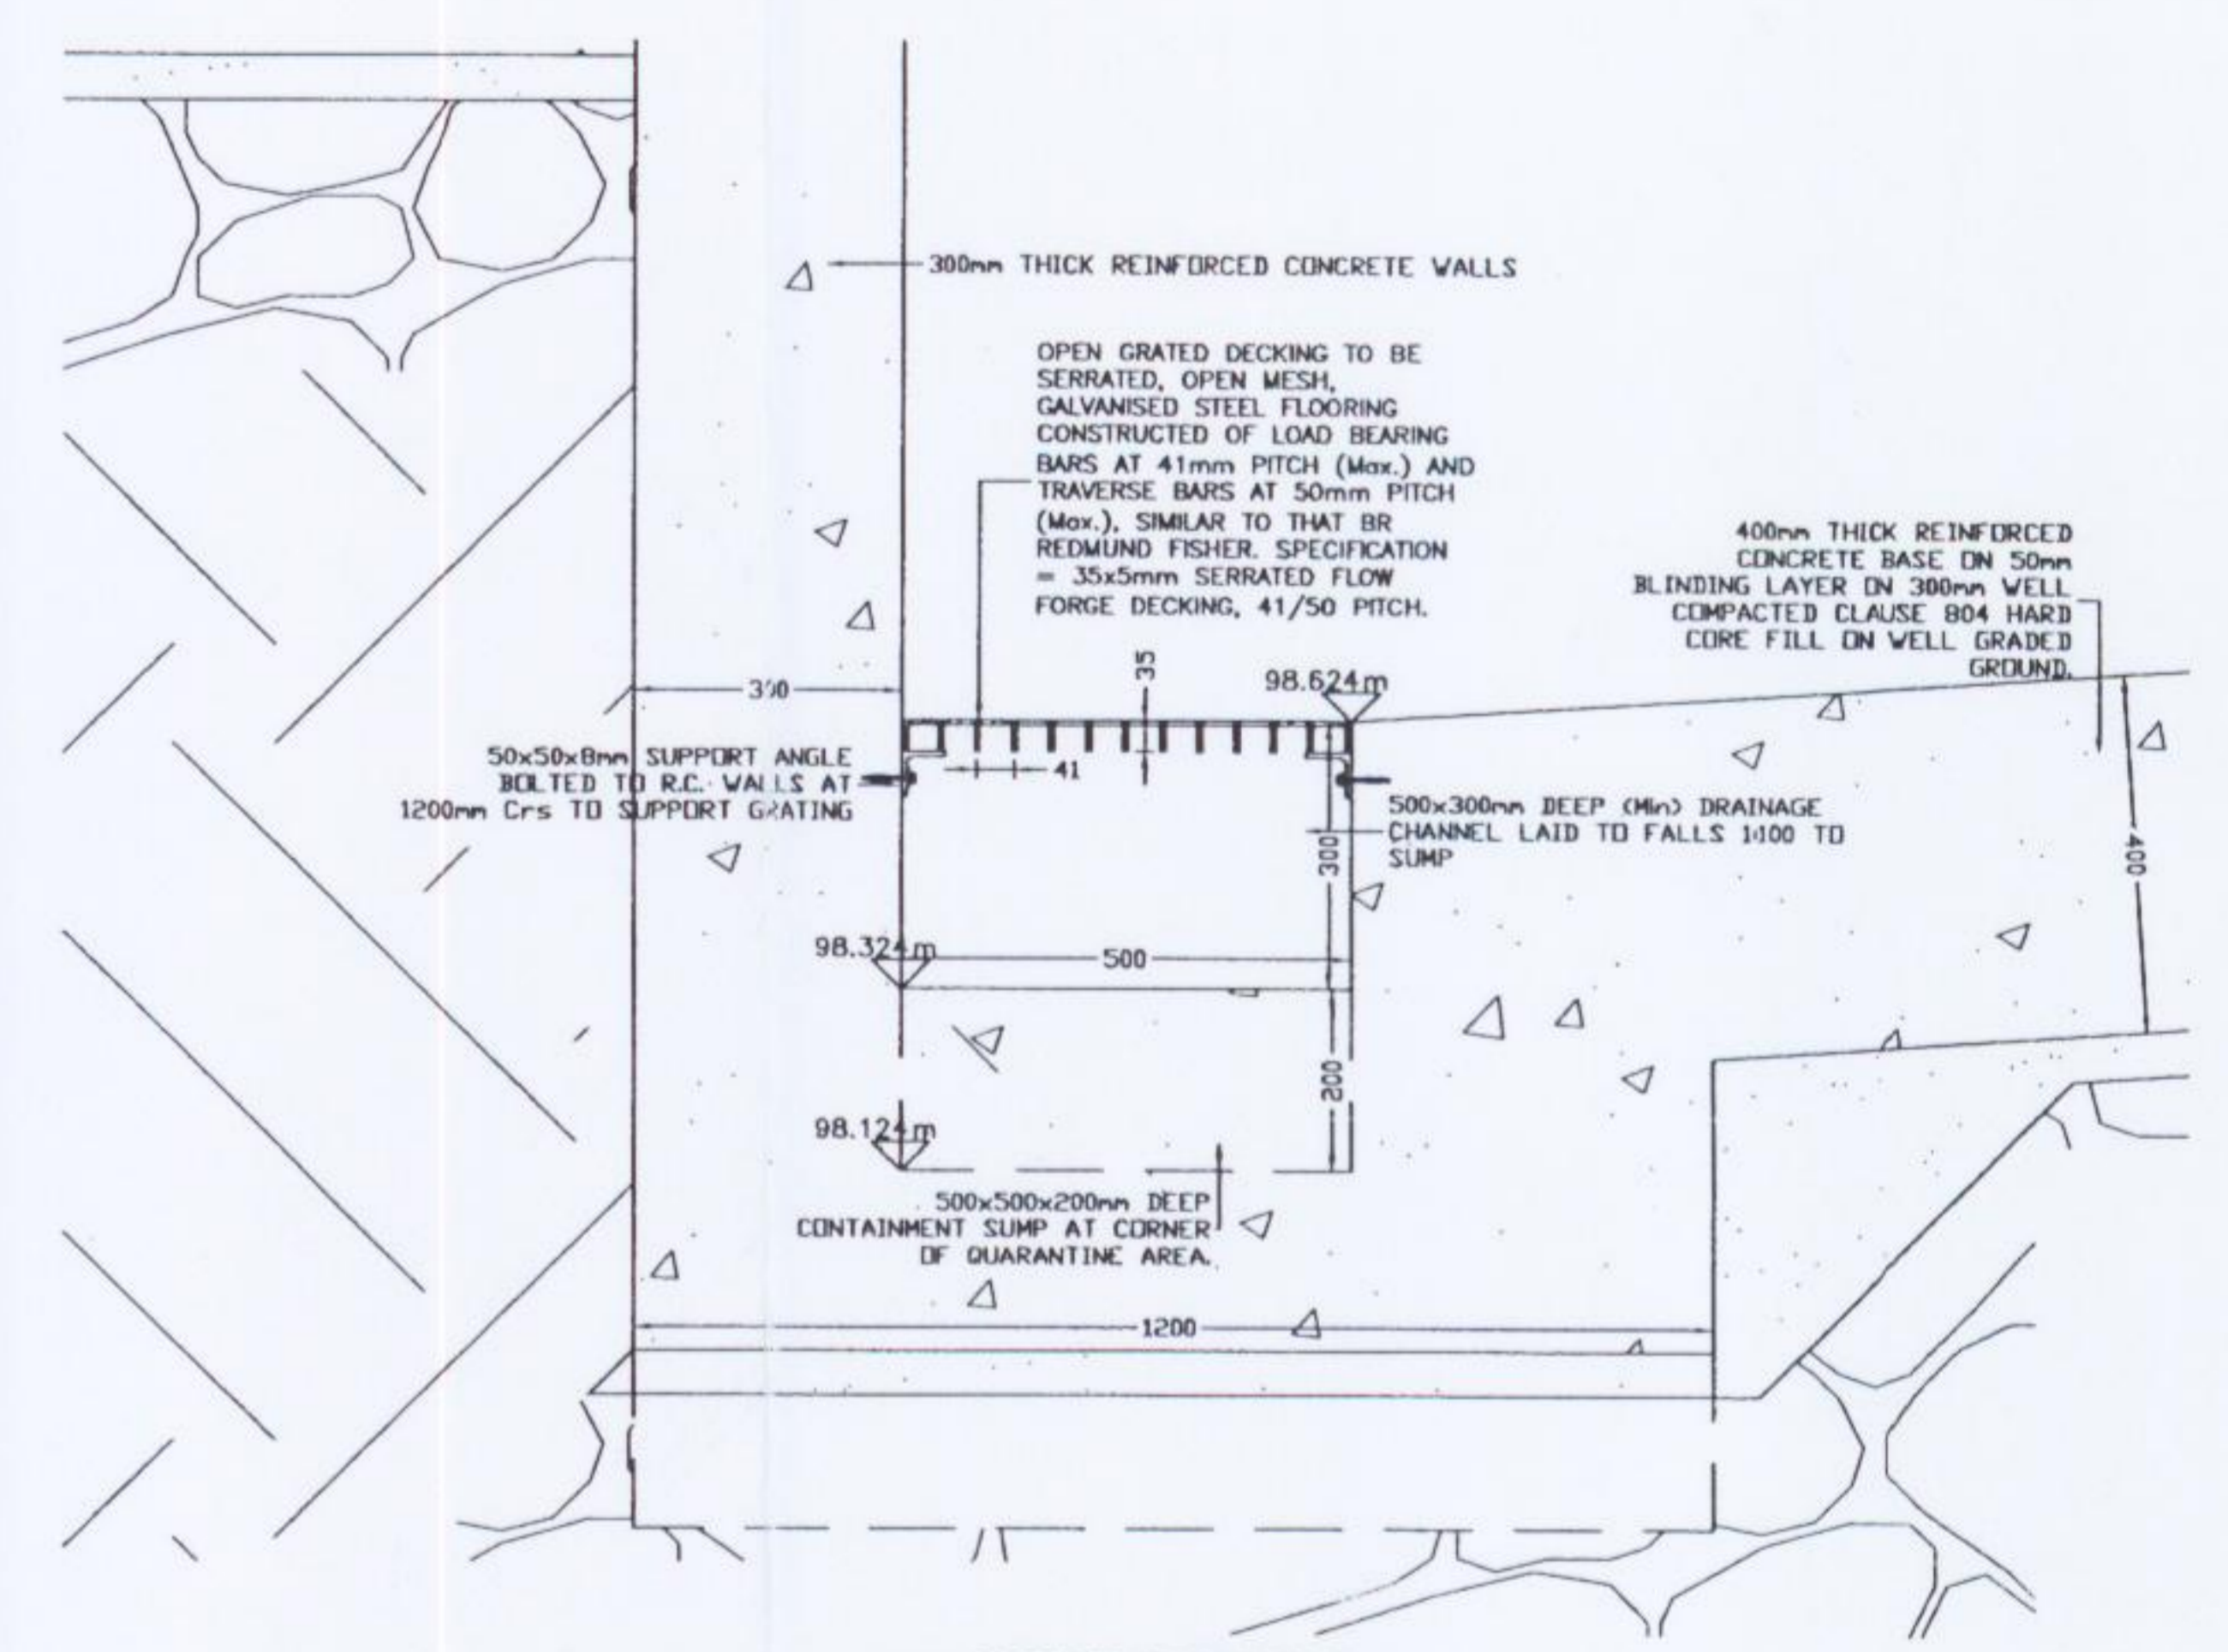 300mm THICK REINFORCED CONCRETE WALLS
OPEN GRATED DECKING TO BE
SERRATED, OPEN MESH,
GALVANISED STEEL FLOORING
CONSTRUCTED OF LOAD BEARING
BARS AT 41mm PITCH (Max.) AND
TRAVERSE BARS AT 50mm PITCH
(Max.), SIMILAR TO THAT BR
REDMUND FISHER. SPECIFICATION
= 35x5mm SERRATED FLOW
FORGE DECKING, 41/50 PITCH.
400mm THICK REINFORCED
CONCRETE BASE ON 50mm
BLINDING LAYER ON 300mm WELL
COMPACTED CLAUSE 804 HARD
CORE FILL ON WELL GRADED
GROUND.
35
98.624m
300
50x50x8mm SUPPORT ANGLE
BOLTED TO R.C. WALLS AT
1200mm Crs TO SUPPORT GRATING
41
500x300mm DEEP (Min) DRAINAGE
CHANNEL LAID TO FALLS 1:100 TO
SUMP
300
400
98.324m
500
200
98.124m
500x500x200mm DEEP
CONTAINMENT SUMP AT CORNER
OF QUARANTINE AREA.
1200